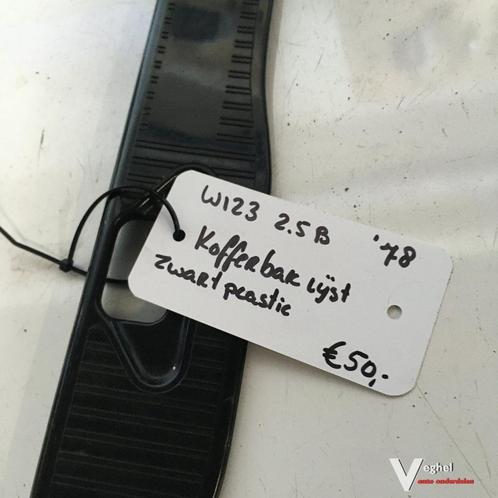 W123 2.5B '78
Kofferbak lijst
zwart plastic
€50,-
Veghel
auto onderdelen